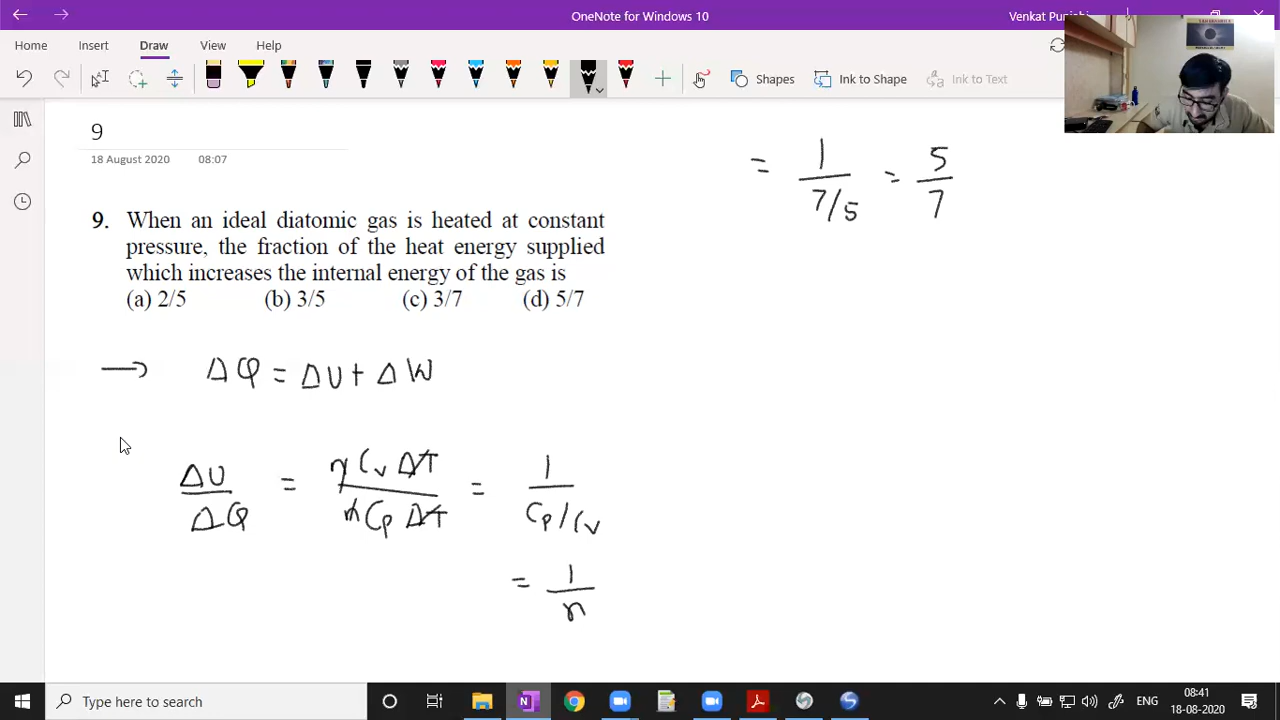 OneNote for Windows 10
Venkat Punjabi
Home Insert Draw View Help
Shapes Ink to Shape Ink to Text
9
18 August 2020 08:07
9. When an ideal diatomic gas is heated at constant
pressure, the fraction of the heat energy supplied
which increases the internal energy of the gas is
(a) 2/5 (b) 3/5 (c) 3/7 (d) 5/7
→ ΔQ = ΔU + ΔW
ΔU/ΔQ = nCvΔT/nCpΔT = 1/(Cp/Cv)
= 1/r
= 1/(7/5) = 5/7
Type here to search
ENG
08:41
18-08-2020